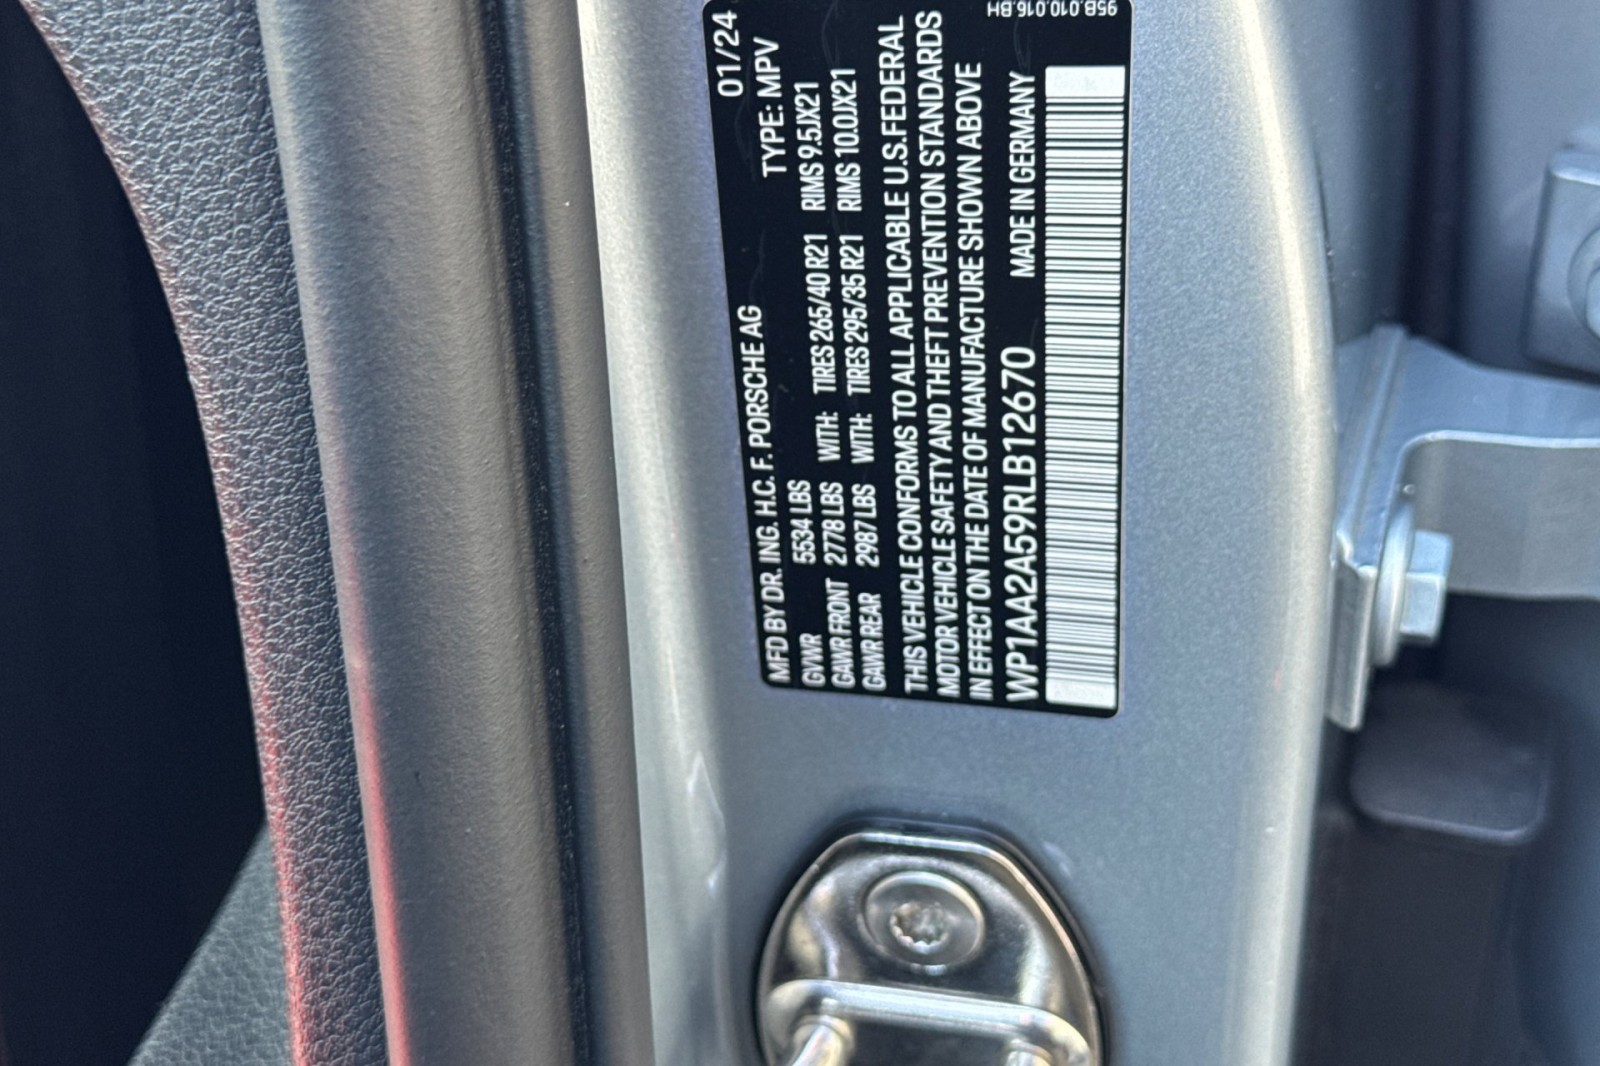 01/24
MFD BY DR. ING. H.C. F. PORSCHE AG TYPE: MPV
GVWR 5534 LBS
GAWR FRONT 2778 LBS WITH: TIRES 265/40 R21 RIMS 9.5JX21
GAWR REAR 2987 LBS WITH: TIRES 295/35 R21 RIMS 10.0JX21
THIS VEHICLE CONFORMS TO ALL APPLICABLE U.S.FEDERAL
MOTOR VEHICLE SAFETY AND THEFT PREVENTION STANDARDS
IN EFFECT ON THE DATE OF MANUFACTURE SHOWN ABOVE
WP1AA2A59RLB12670 MADE IN GERMANY
95B.010.016.BH